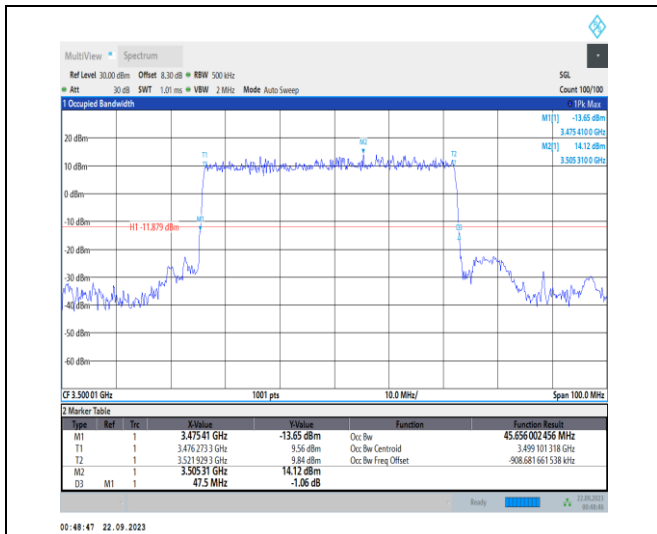 MultiView Spectrum
Ref Level 30.00 dBm Offset 8.30 dB RBW 500 kHz SGL
Att 30 dB SWT 1.01 ms VBW 2 MHz Mode Auto Sweep Count 100/100
1 Occupied Bandwidth 1Pk Max
M1[1] -13.65 dBm
3.475 410 0 GHz
M2[1] 14.12 dBm
3.505 310 0 GHz
20 dBm
M2
T1 T2
10 dBm
0 dBm
-10 dBm
M1
H1 -11.879 dBm
D3
-20 dBm
-30 dBm
-40 dBm
-50 dBm
-60 dBm
CF 3.500 01 GHz 1001 pts 10.0 MHz/ Span 100.0 MHz
2 Marker Table
Type Ref Trc X-Value Y-Value Function Function Result
M1 1 3.475 41 GHz -13.65 dBm Occ Bw 45.656 002 456 MHz
T1 1 3.476 273 3 GHz 9.56 dBm Occ Bw Centroid 3.499 101 318 GHz
T2 1 3.521 929 3 GHz 9.84 dBm Occ Bw Freq Offset -908.681 661 538 kHz
M2 1 3.505 31 GHz 14.12 dBm
D3 M1 1 47.5 MHz -1.06 dB
Ready 22.09.2023
00:48:46
00:48:47 22.09.2023